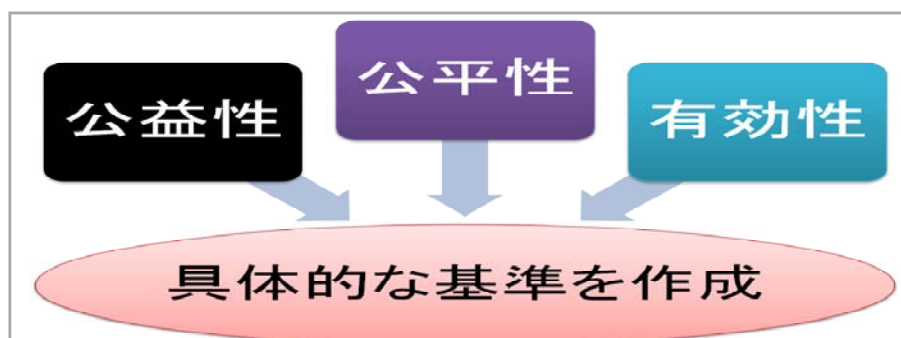 公益性
公平性
有効性
具体的な基準を作成